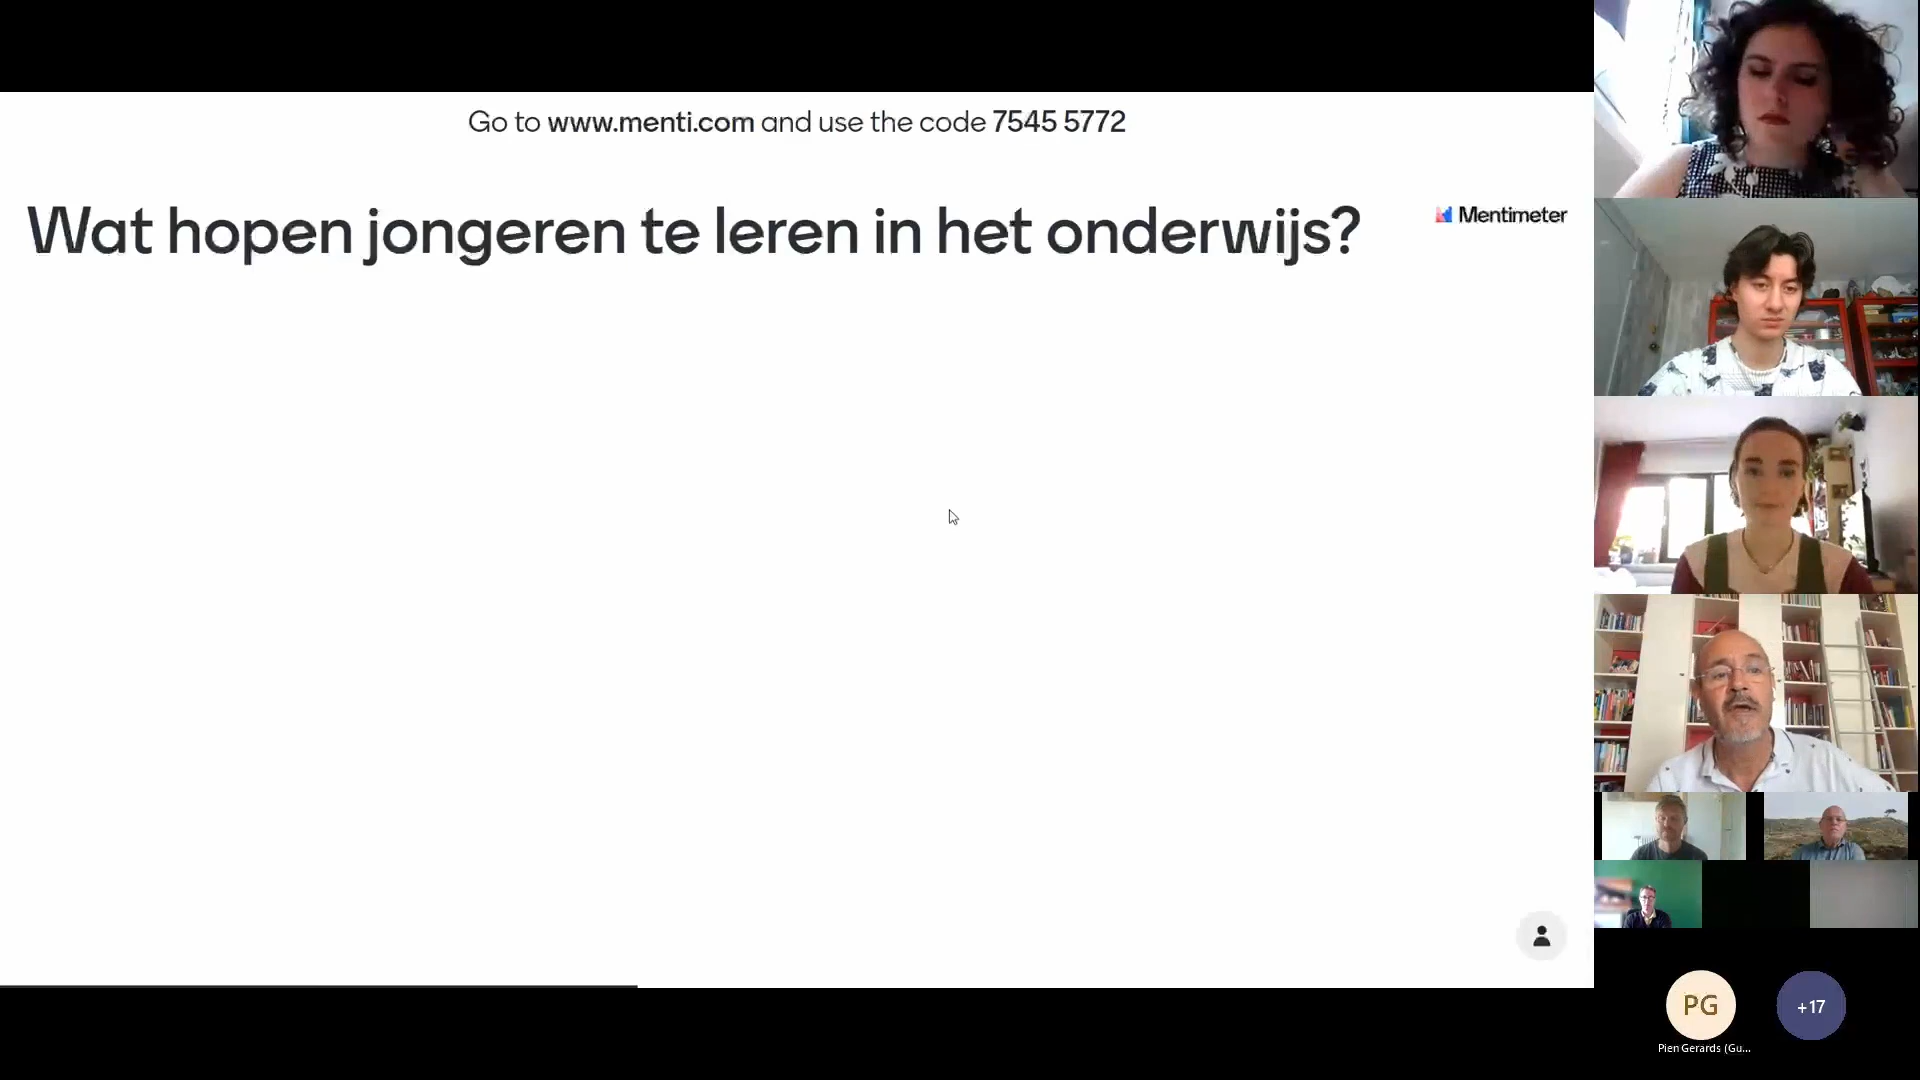 Go to www.menti.com and use the code 7545 5772
Wat hopen jongeren te leren in het onderwijs?
Mentimeter
PG
+17
Pien Gerards (Gu...